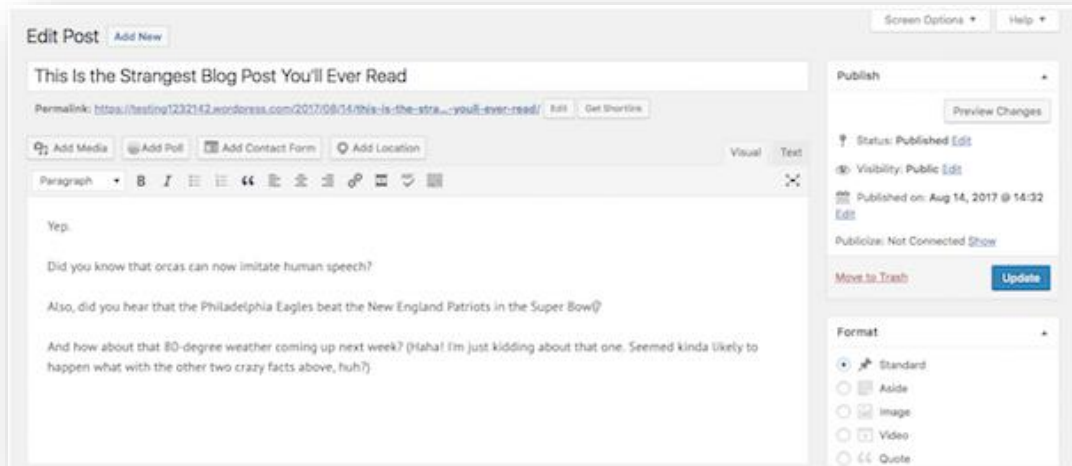 Screen Options Help
Edit Post Add New
This Is the Strangest Blog Post You'll Ever Read
Permalink: https://testing1232142.wordpress.com/2017/08/14/this-is-the-stra...-youll-ever-read/ Edit Get Shortlink
Add Media Add Poll Add Contact Form Add Location
Visual Text
Paragraph B I
Yep.
Did you know that orcas can now imitate human speech?
Also, did you hear that the Philadelphia Eagles beat the New England Patriots in the Super Bowl?
And how about that 80-degree weather coming up next week? (Haha! I'm just kidding about that one. Seemed kinda likely to
happen what with the other two crazy facts above, huh?)
Publish
Preview Changes
Status: Published Edit
Visibility: Public Edit
Published on: Aug 14, 2017 @ 14:32
Edit
Publicize: Not Connected Show
Move to Trash Update
Format
Standard
Aside
Image
Video
Quote